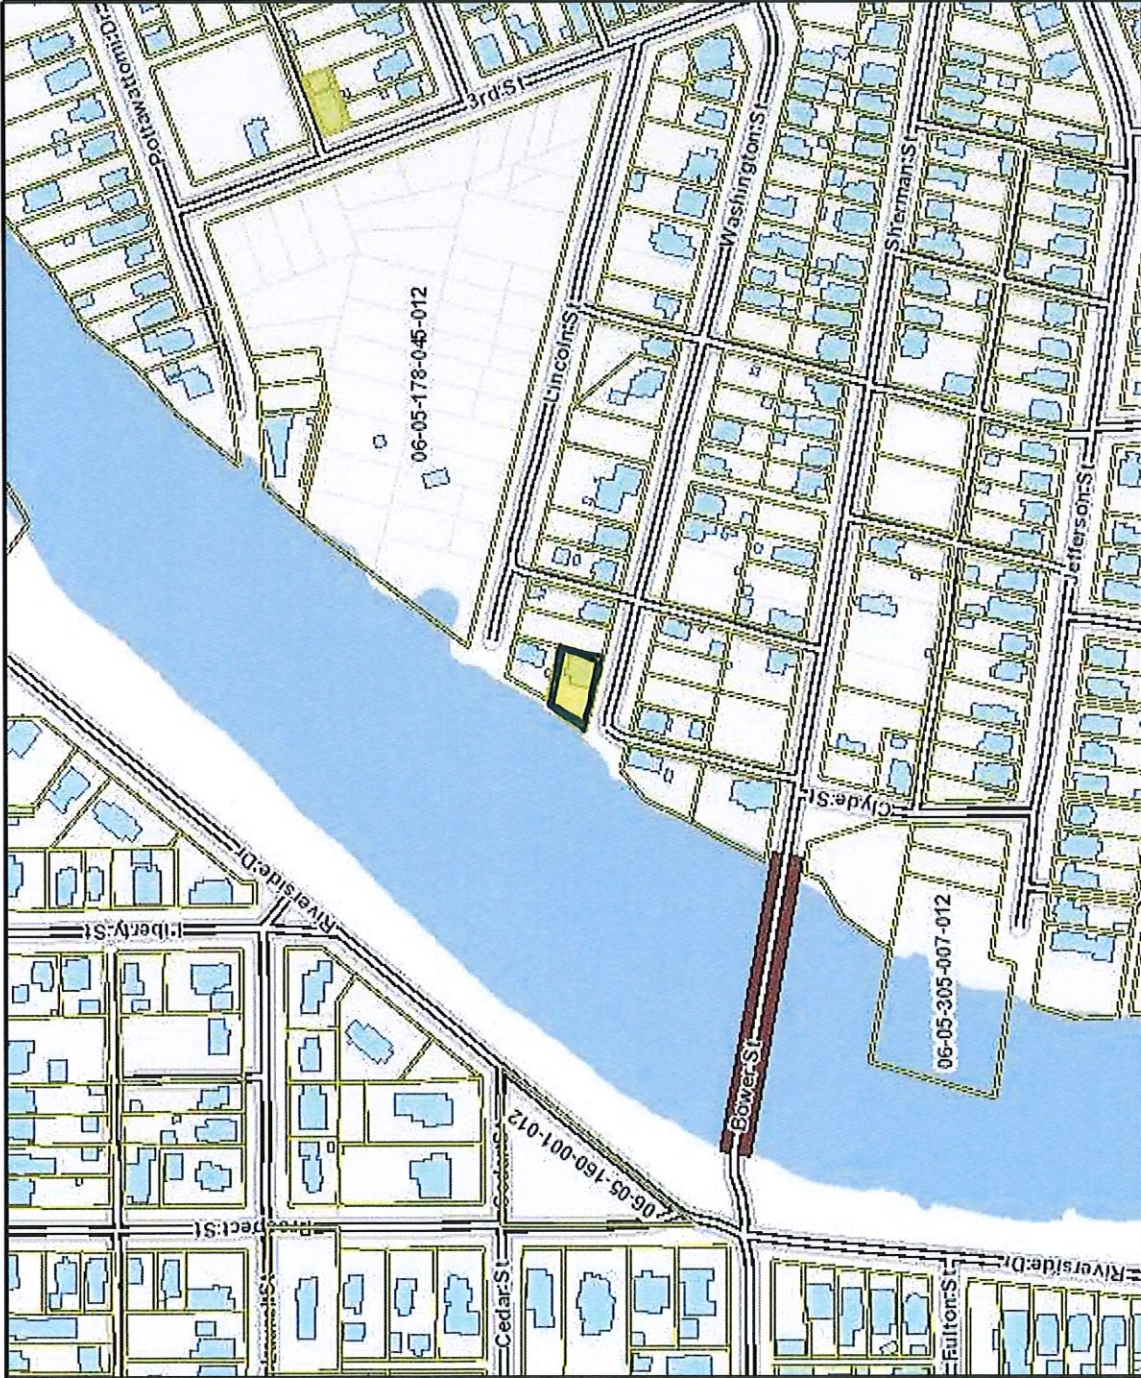 Pottawattomi:D
3rd:St
Washington:St
Sherman:St
06-05-178-045-012
Lincoln:St
Jefferson:St
Clyde:St
Riverside:Dr
Liberty:St
06-05-305-007-012
Bower:St
06-05-160-001-012
Prospect:St
Cedar:St
Fulton:St
Riverside:Dr